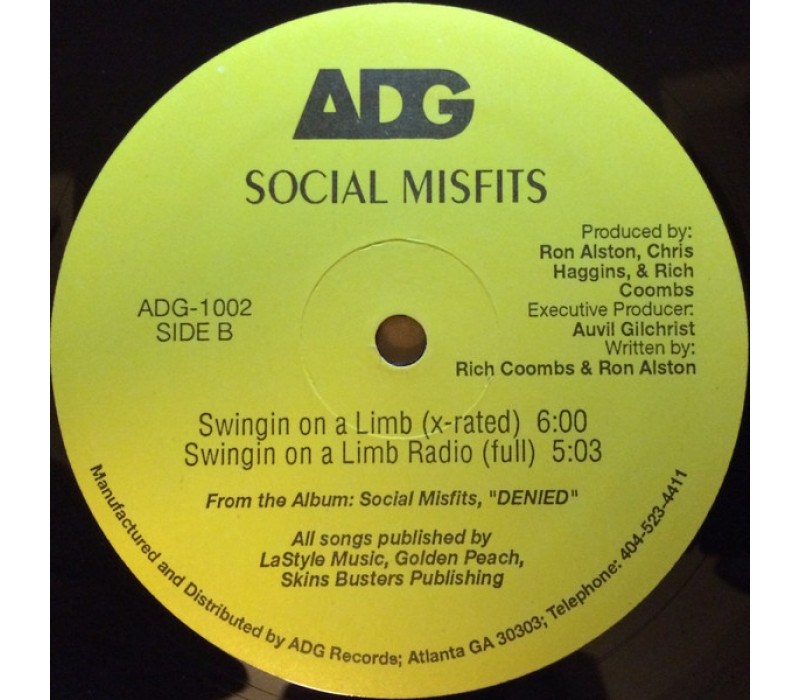 ADG
SOCIAL MISFITS
Produced by:
Ron Alston, Chris
Haggins, & Rich
Coombs
Executive Producer:
Auvil Gilchrist
Written by:
Rich Coombs & Ron Alston
ADG-1002
SIDE B
Swingin on a Limb (x-rated) 6:00
Swingin on a Limb Radio (full) 5:03
From the Album: Social Misfits, "DENIED"
All songs published by
LaStyle Music, Golden Peach,
Skins Busters Publishing
Manufactured and Distributed by ADG Records; Atlanta GA 30303; Telephone: 404-523-4411